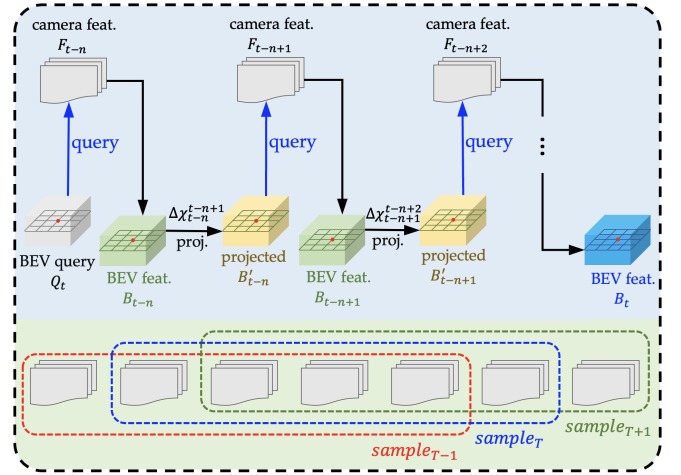 camera feat.
F_{t-n}
camera feat.
F_{t-n+1}
camera feat.
F_{t-n+2}
query
query
query
⋮
Δχ_{t-n}^{t-n+1}
proj.
Δχ_{t-n+1}^{t-n+2}
proj.
BEV query
Q_t
BEV feat.
B_{t-n}
projected
B′_{t-n}
BEV feat.
B_{t-n+1}
projected
B′_{t-n+1}
BEV feat.
B_t
sample_{T-1}
sample_T
sample_{T+1}